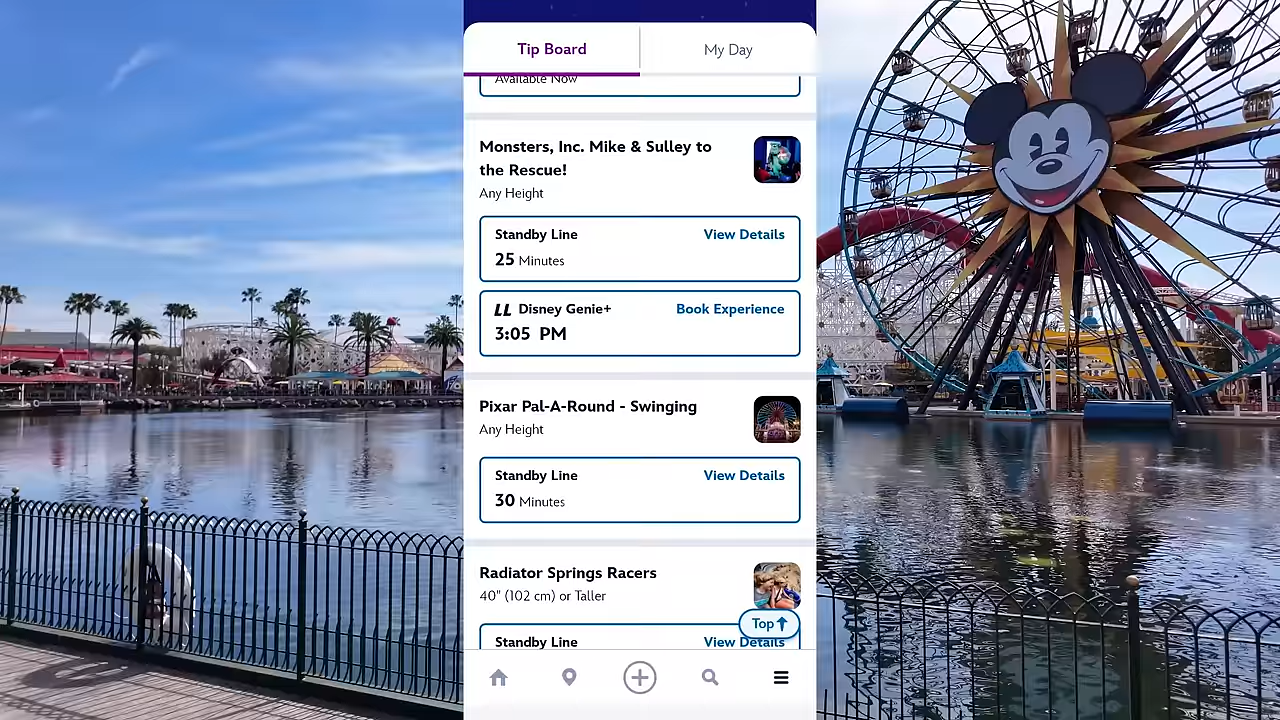 Tip Board
My Day
Available Now
Monsters, Inc. Mike & Sulley to
the Rescue!
Any Height
Standby Line
View Details
25 Minutes
LL Disney Genie+
Book Experience
3:05 PM
Pixar Pal-A-Round - Swinging
Any Height
Standby Line
View Details
30 Minutes
Radiator Springs Racers
40" (102 cm) or Taller
Top
Standby Line
View Details